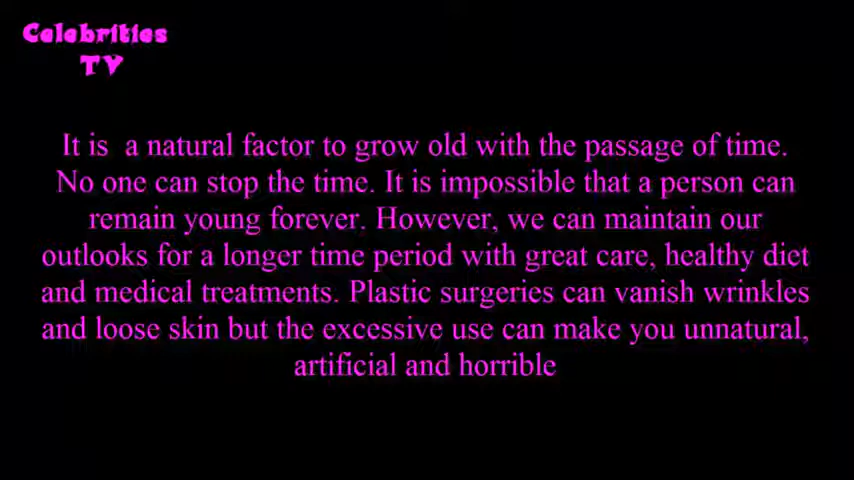 Celebrities
TV
It is  a natural factor to grow old with the passage of time.
No one can stop the time. It is impossible that a person can
remain young forever. However, we can maintain our
outlooks for a longer time period with great care, healthy diet
and medical treatments. Plastic surgeries can vanish wrinkles
and loose skin but the excessive use can make you unnatural,
artificial and horrible